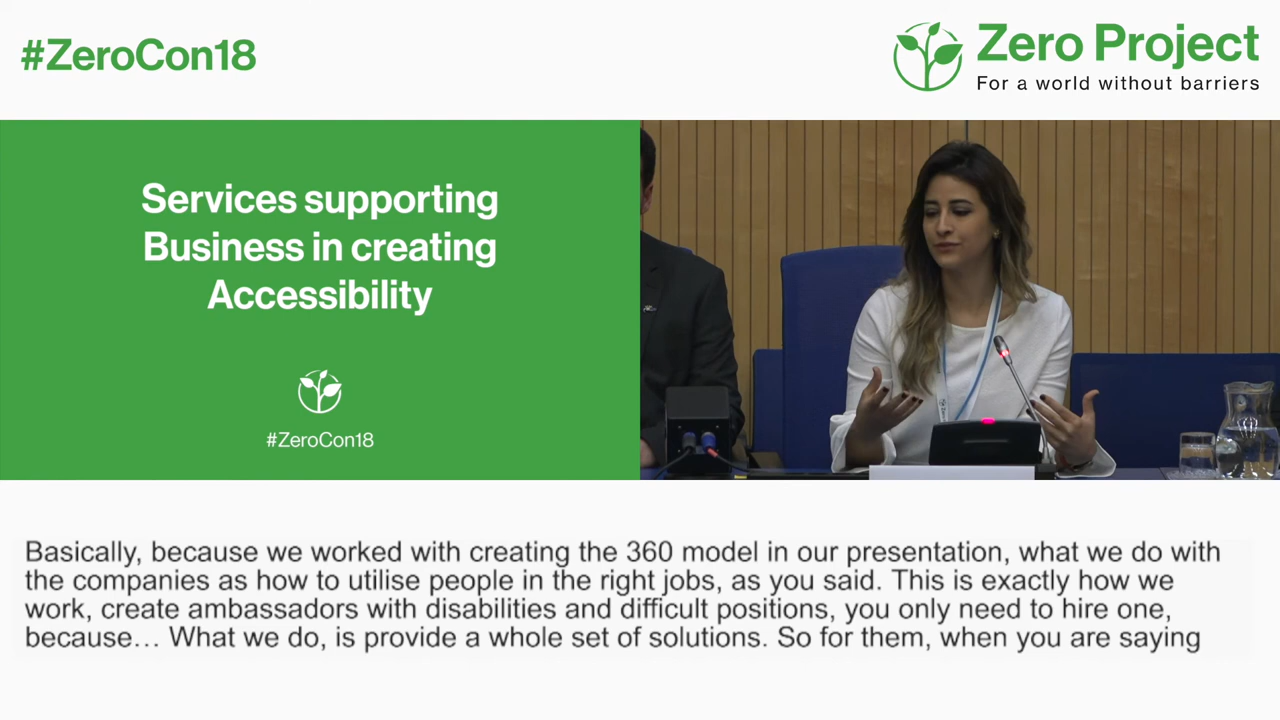 #ZeroCon18
Zero Project
For a world without barriers
Services supporting
Business in creating
Accessibility
#ZeroCon18
Basically, because we worked with creating the 360 model in our presentation, what we do with
the companies as how to utilise people in the right jobs, as you said. This is exactly how we
work, create ambassadors with disabilities and difficult positions, you only need to hire one,
because… What we do, is provide a whole set of solutions. So for them, when you are saying